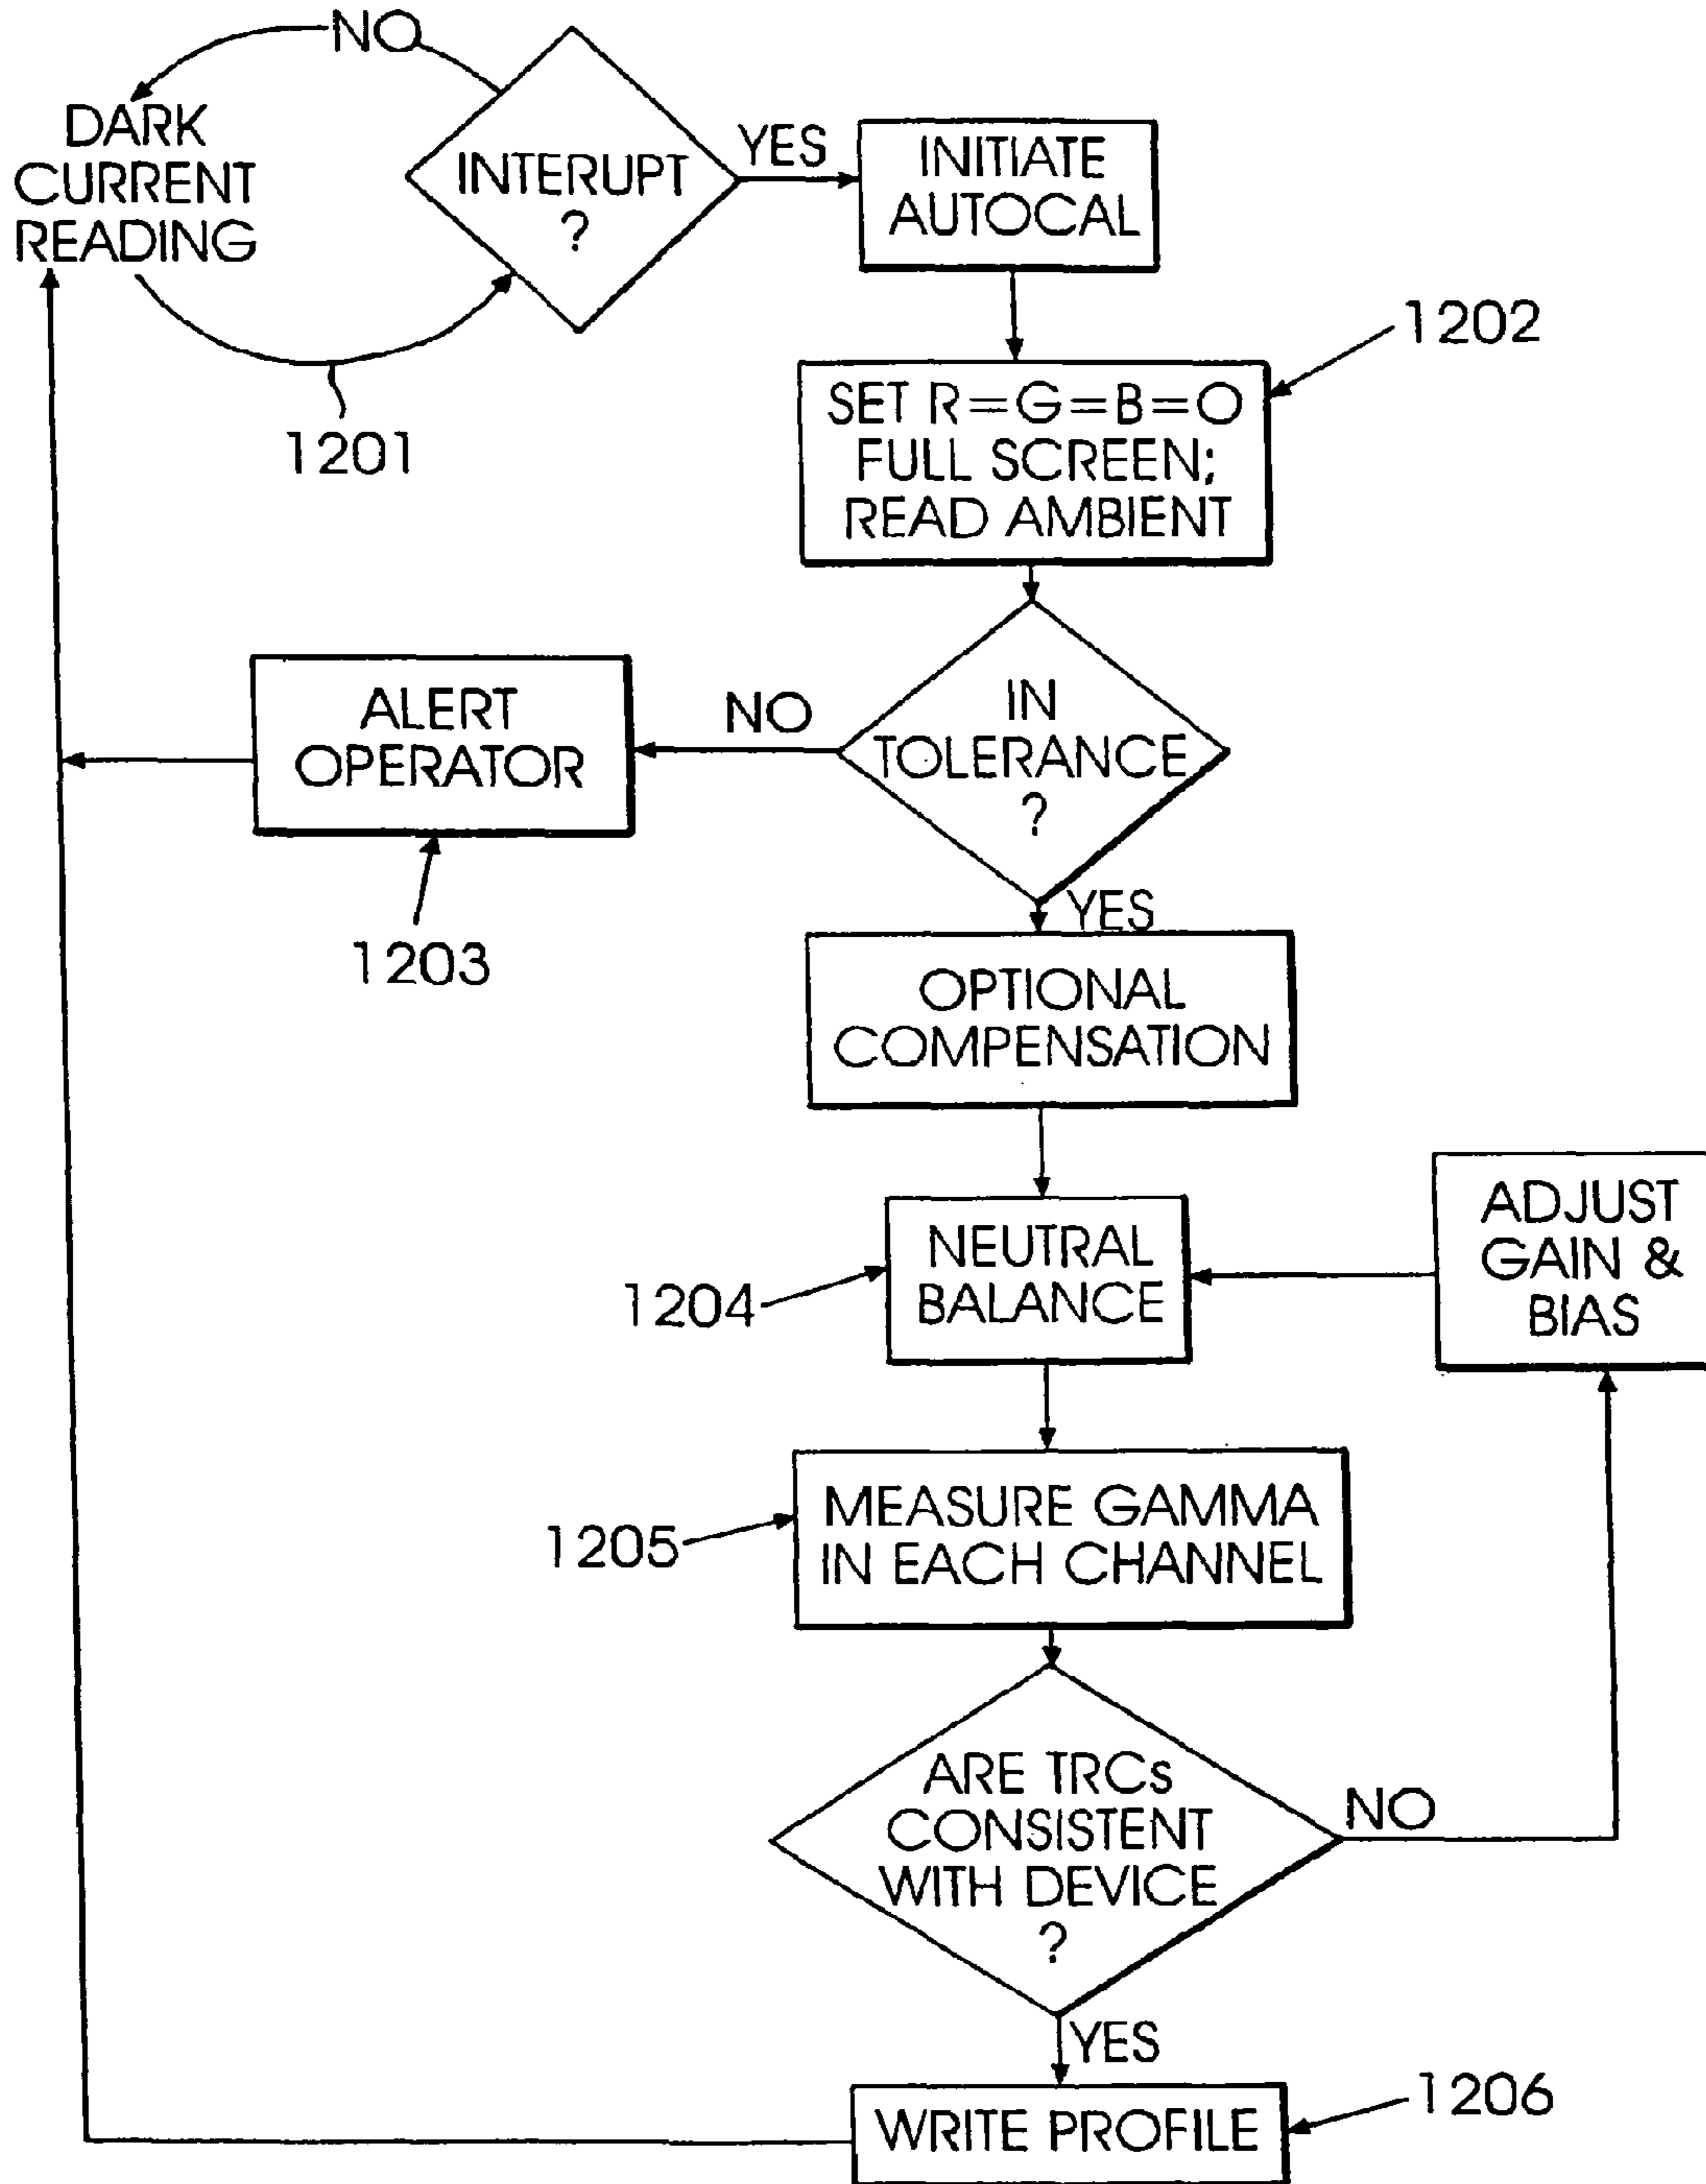 NO
DARK
CURRENT
READING
INTERUPT
?
YES
INITIATE
AUTOCAL
1201
1202
SET R=G=B=O
FULL SCREEN;
READ AMBIENT
IN
TOLERANCE
?
NO
ALERT
OPERATOR
1203
YES
OPTIONAL
COMPENSATION
NEUTRAL
BALANCE
1204
ADJUST
GAIN &
BIAS
MEASURE GAMMA
IN EACH CHANNEL
1205
ARE TRCs
CONSISTENT
WITH DEVICE
?
NO
YES
WRITE PROFILE
1206